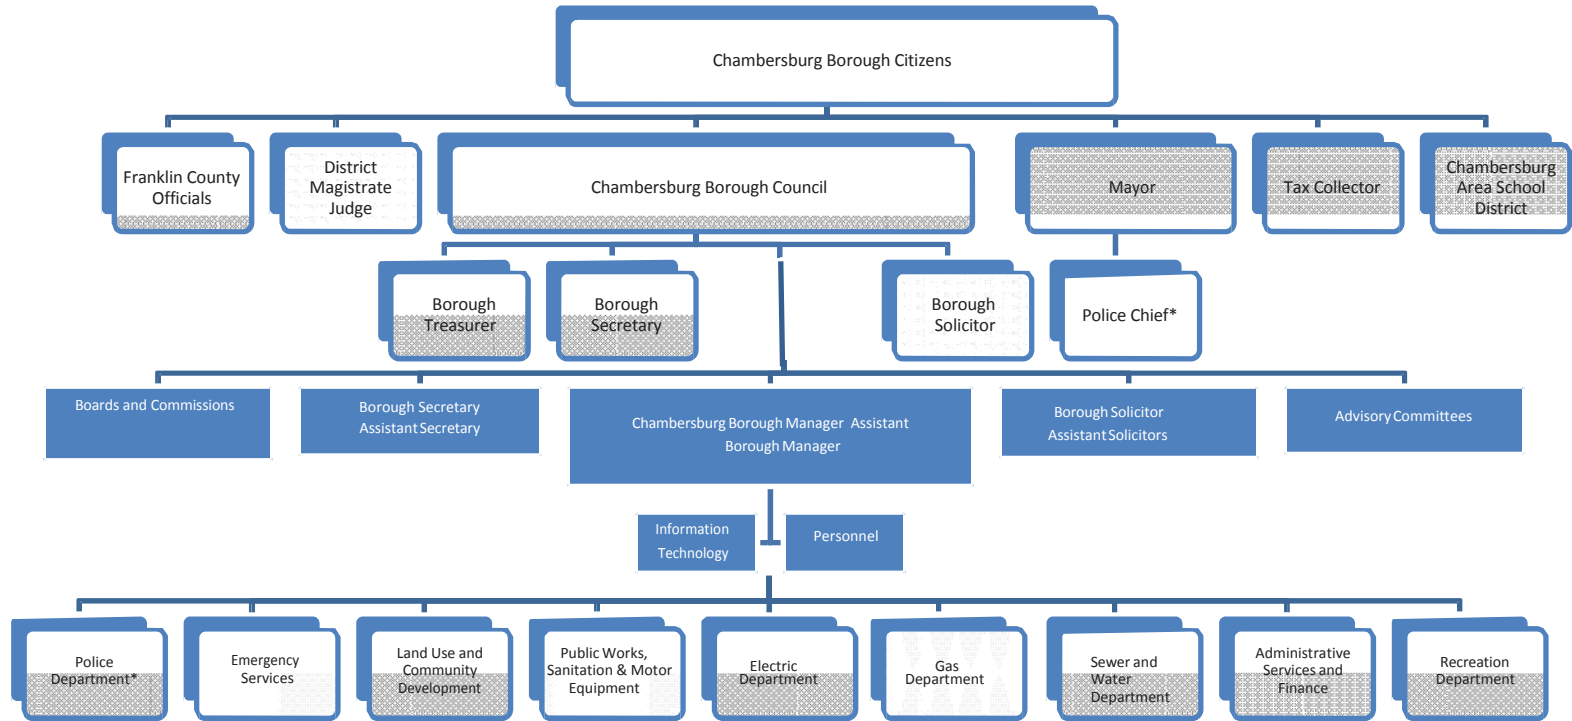 Chambersburg Borough Citizens
Franklin County
Officials
District
Magistrate
Judge
Chambersburg Borough Council
Mayor
Tax Collector
Chambersburg
Area School
District
Borough
Treasurer
Borough
Secretary
Borough
Solicitor
Police Chief*
Boards and Commissions
Borough Secretary
Assistant Secretary
Chambersburg Borough Manager Assistant
Borough Manager
Borough Solicitor
Assistant Solicitors
Advisory Committees
Information
Technology
Personnel
Police
Department*
Emergency
Services
Land Use and
Community
Development
Public Works,
Sanitation & Motor
Equipment
Electric
Department
Gas
Department
Sewer and
Water
Department
Administrative
Services and
Finance
Recreation
Department